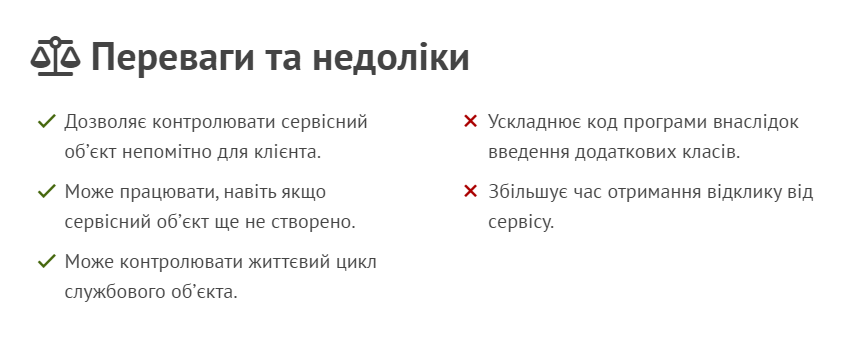 Переваги та недоліки
Дозволяє контролювати сервісний
об’єкт непомітно для клієнта.
Може працювати, навіть якщо
сервісний об’єкт ще не створено.
Може контролювати життєвий цикл
службового об’єкта.
Ускладнює код програми внаслідок
введення додаткових класів.
Збільшує час отримання відклику від
сервісу.